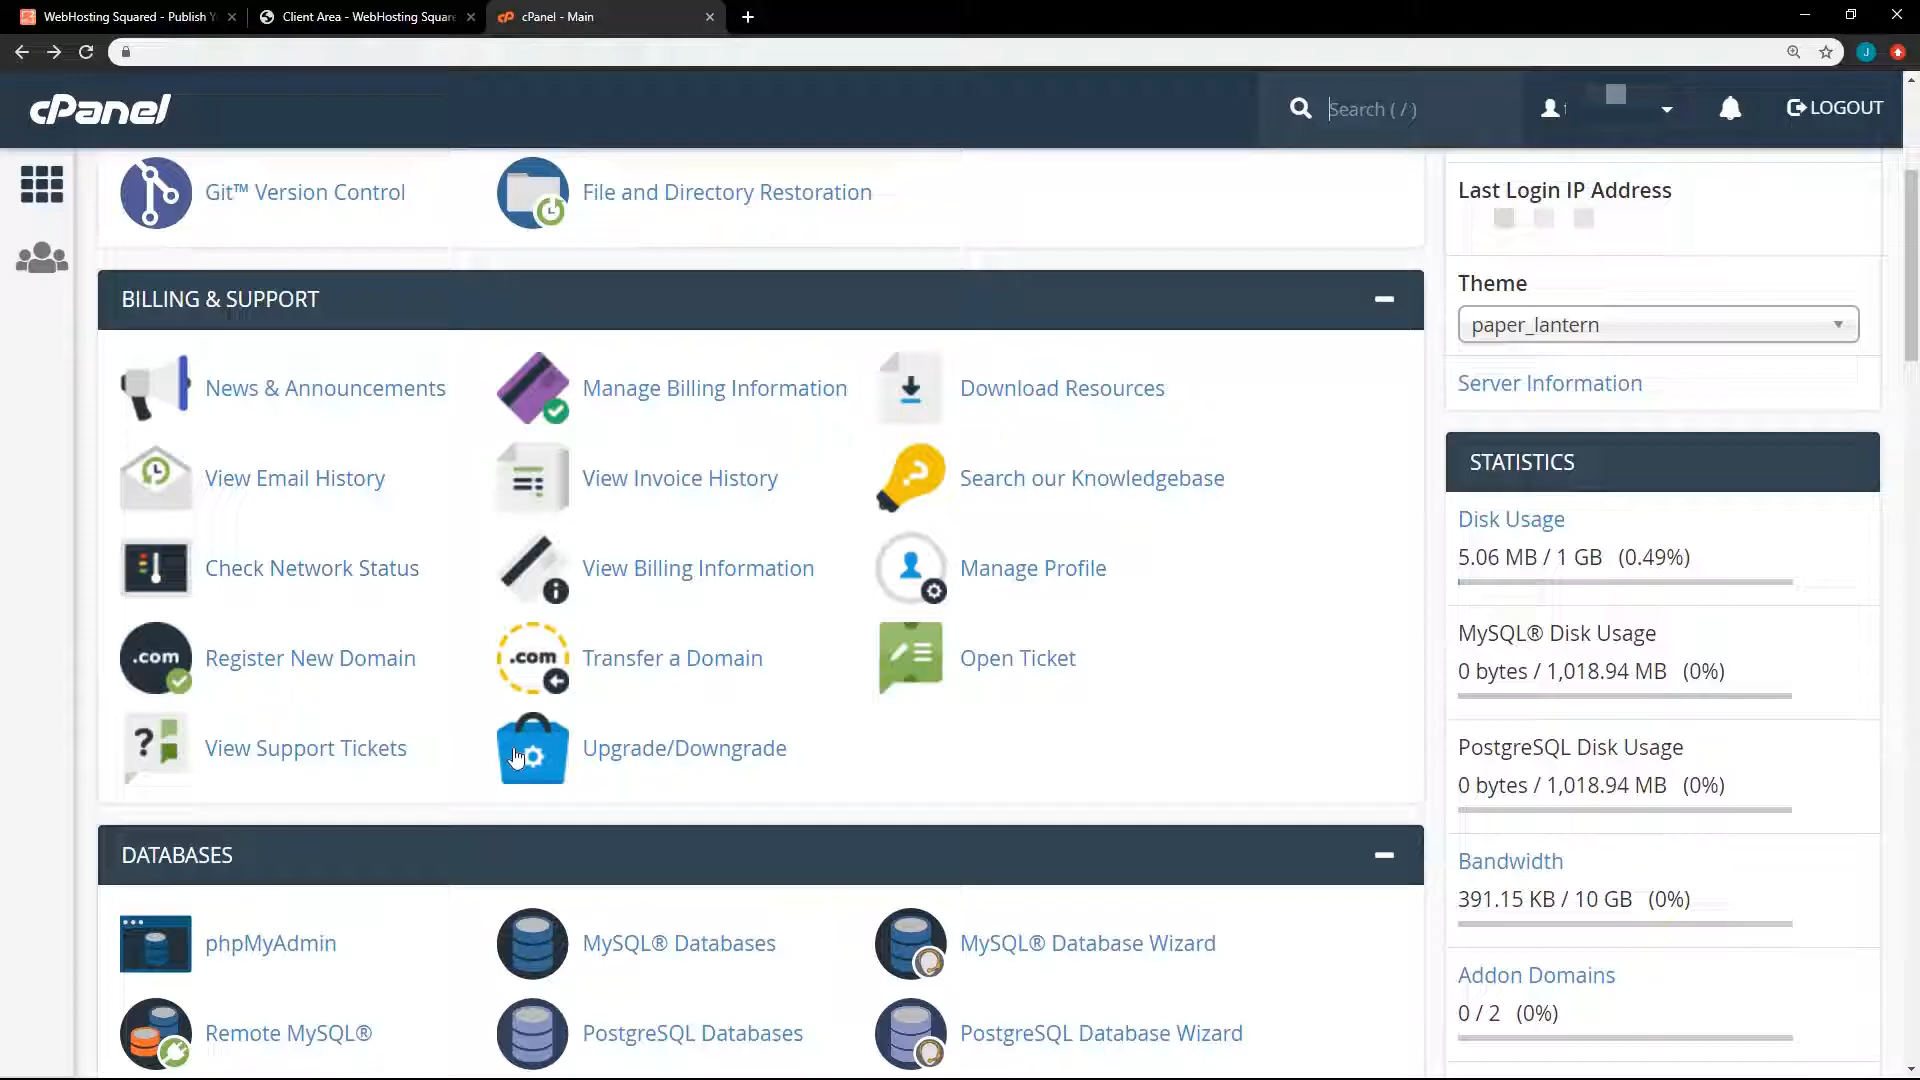 WebHosting Squared - Publish Y
Client Area - WebHosting Square
cPanel - Main
J
cPanel
Search ( / )
LOGOUT
Git™ Version Control
File and Directory Restoration
Last Login IP Address
Theme
paper_lantern
Server Information
BILLING & SUPPORT
News & Announcements
Manage Billing Information
Download Resources
View Email History
View Invoice History
Search our Knowledgebase
Check Network Status
View Billing Information
Manage Profile
.com
Register New Domain
.com
Transfer a Domain
Open Ticket
View Support Tickets
Upgrade/Downgrade
STATISTICS
Disk Usage
5.06 MB / 1 GB (0.49%)
MySQL® Disk Usage
0 bytes / 1,018.94 MB (0%)
PostgreSQL Disk Usage
0 bytes / 1,018.94 MB (0%)
Bandwidth
391.15 KB / 10 GB (0%)
Addon Domains
0 / 2 (0%)
DATABASES
phpMyAdmin
MySQL® Databases
MySQL® Database Wizard
Remote MySQL®
PostgreSQL Databases
PostgreSQL Database Wizard